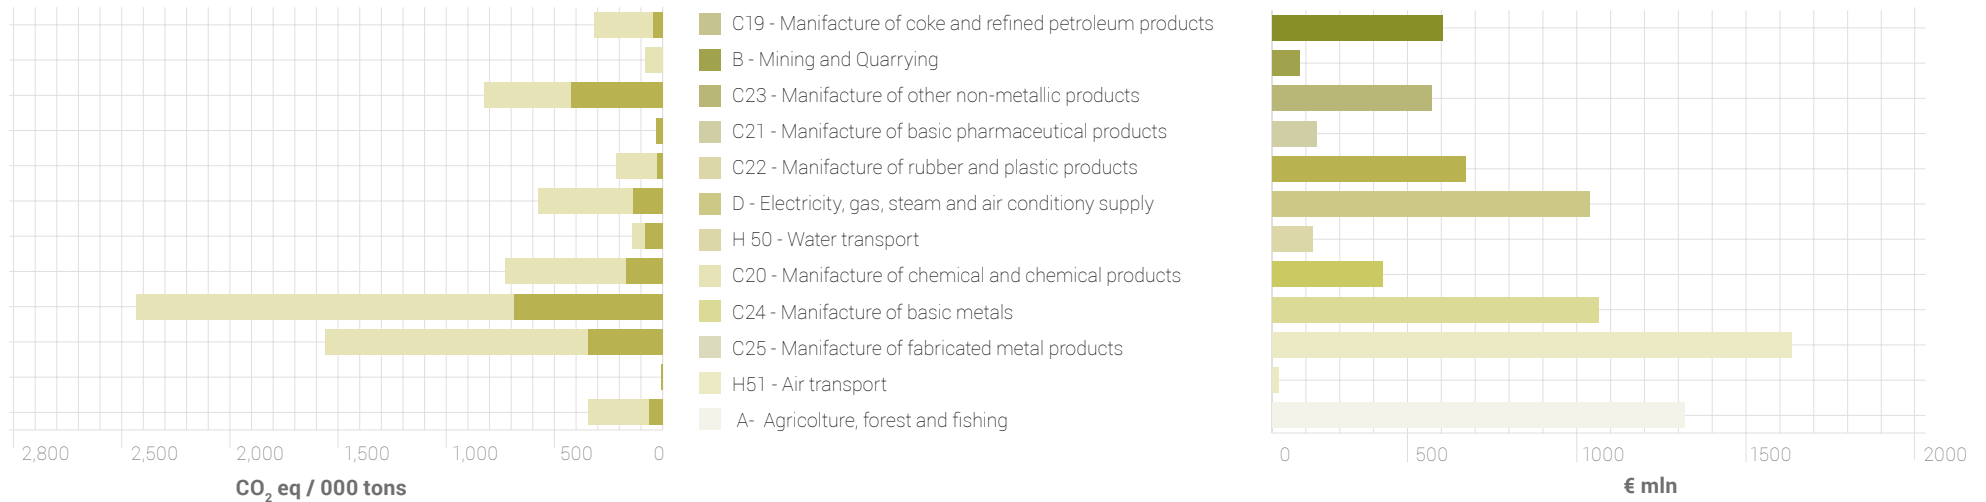 C19 - Manifacture of coke and refined petroleum products
B - Mining and Quarrying
C23 - Manifacture of other non-metallic products
C21 - Manifacture of basic pharmaceutical products
C22 - Manifacture of rubber and plastic products
D - Electricity, gas, steam and air conditiony supply
H 50 - Water transport
C20 - Manifacture of chemical and chemical products
C24 - Manifacture of basic metals
C25 - Manifacture of fabricated metal products
H51 - Air transport
A- Agricolture, forest and fishing
2,800 2,500 2,000 1,500 1,000 500 0
CO₂ eq / 000 tons
0 500 1000 1500 2000
€ mln